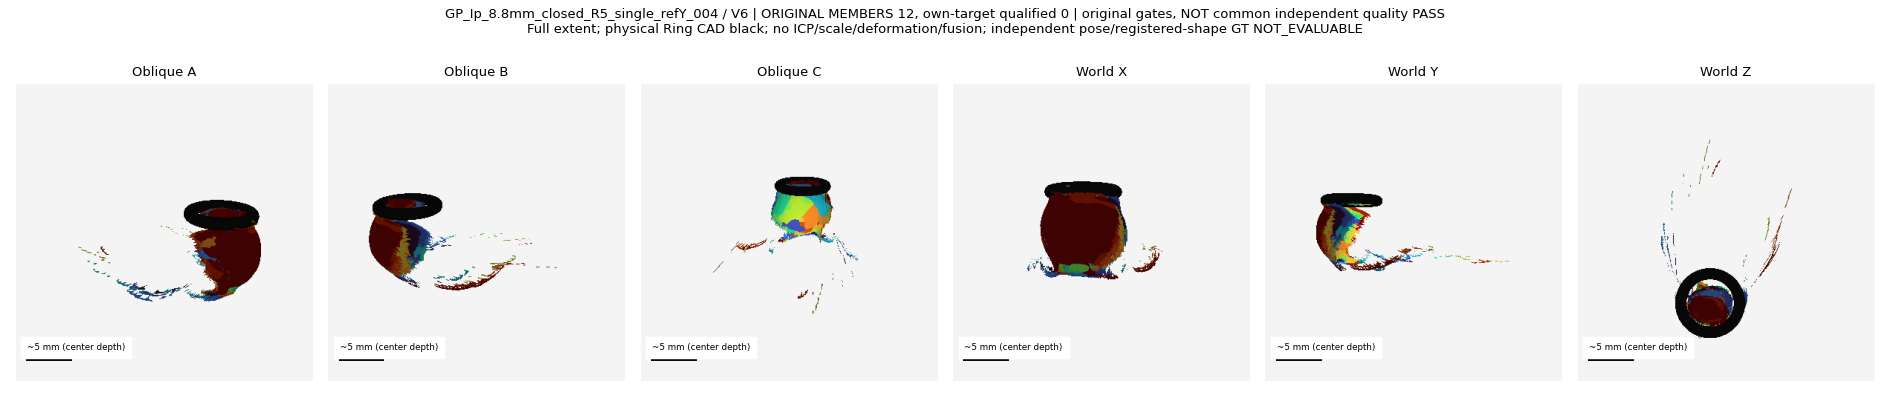 GP_Ip_8.8mm_closed_R5_single_refY_004 / V6 | ORIGINAL MEMBERS 12, own-target qualified 0 | original gates, NOT common independent quality PASS
Full extent; physical Ring CAD black; no ICP/scale/deformation/fusion; independent pose/registered-shape GT NOT_EVALUABLE
Oblique A
Oblique B
Oblique C
World X
World Y
World Z
~5 mm (center depth)
~5 mm (center depth)
~5 mm (center depth)
~5 mm (center depth)
~5 mm (center depth)
~5 mm (center depth)